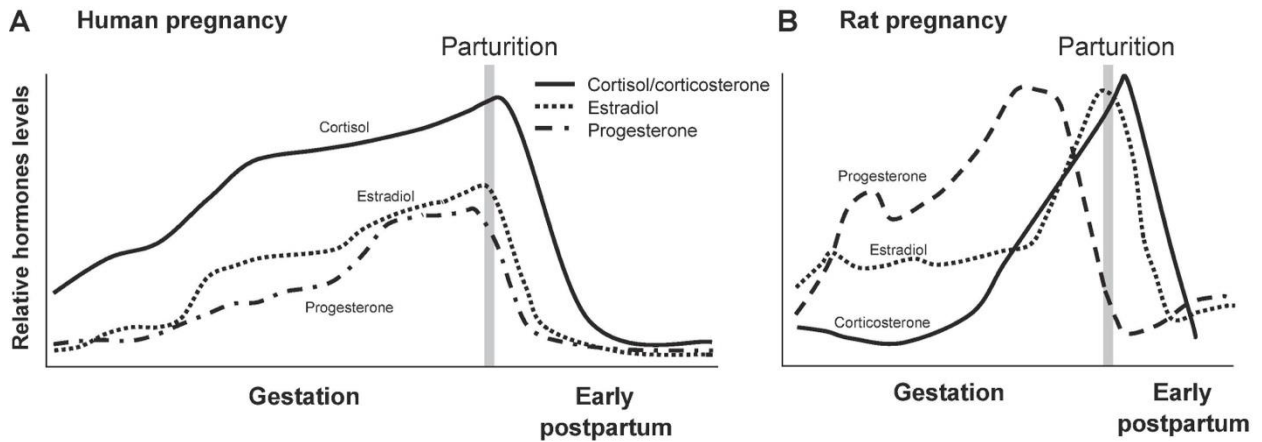 A Human pregnancy
Parturition
Cortisol/corticosterone
Estradiol
Progesterone
Cortisol
Estradiol
Progesterone
Relative hormones levels
Gestation
Early
postpartum
B Rat pregnancy
Parturition
Progesterone
Estradiol
Corticosterone
Gestation
Early
postpartum